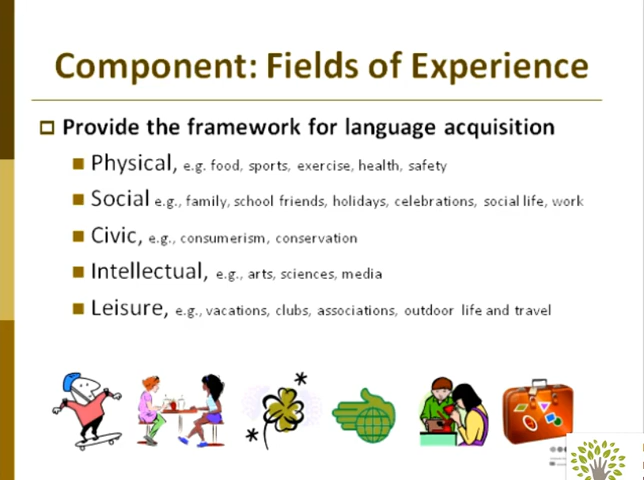 Component: Fields of Experience
Provide the framework for language acquisition
Physical, e.g. food, sports, exercise, health, safety
Social e.g., family, school friends, holidays, celebrations, social life, work
Civic, e.g., consumerism, conservation
Intellectual, e.g., arts, sciences, media
Leisure, e.g., vacations, clubs, associations, outdoor life and travel